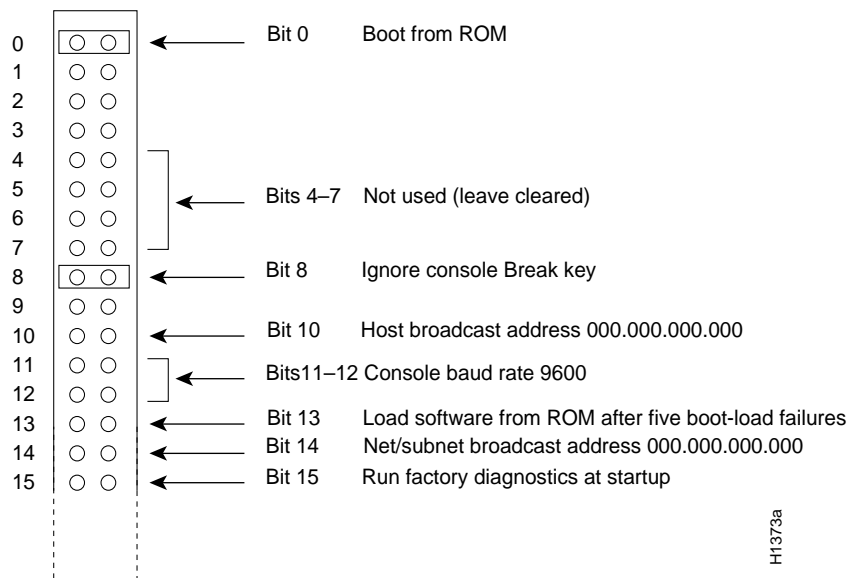 0 Bit 0 Boot from ROM
1
2
3
4
5 Bits 4–7 Not used (leave cleared)
6
7
8 Bit 8 Ignore console Break key
9
10 Bit 10 Host broadcast address 000.000.000.000
11 Bits11–12 Console baud rate 9600
12
13 Bit 13 Load software from ROM after five boot-load failures
14 Bit 14 Net/subnet broadcast address 000.000.000.000
15 Bit 15 Run factory diagnostics at startup
H1373a